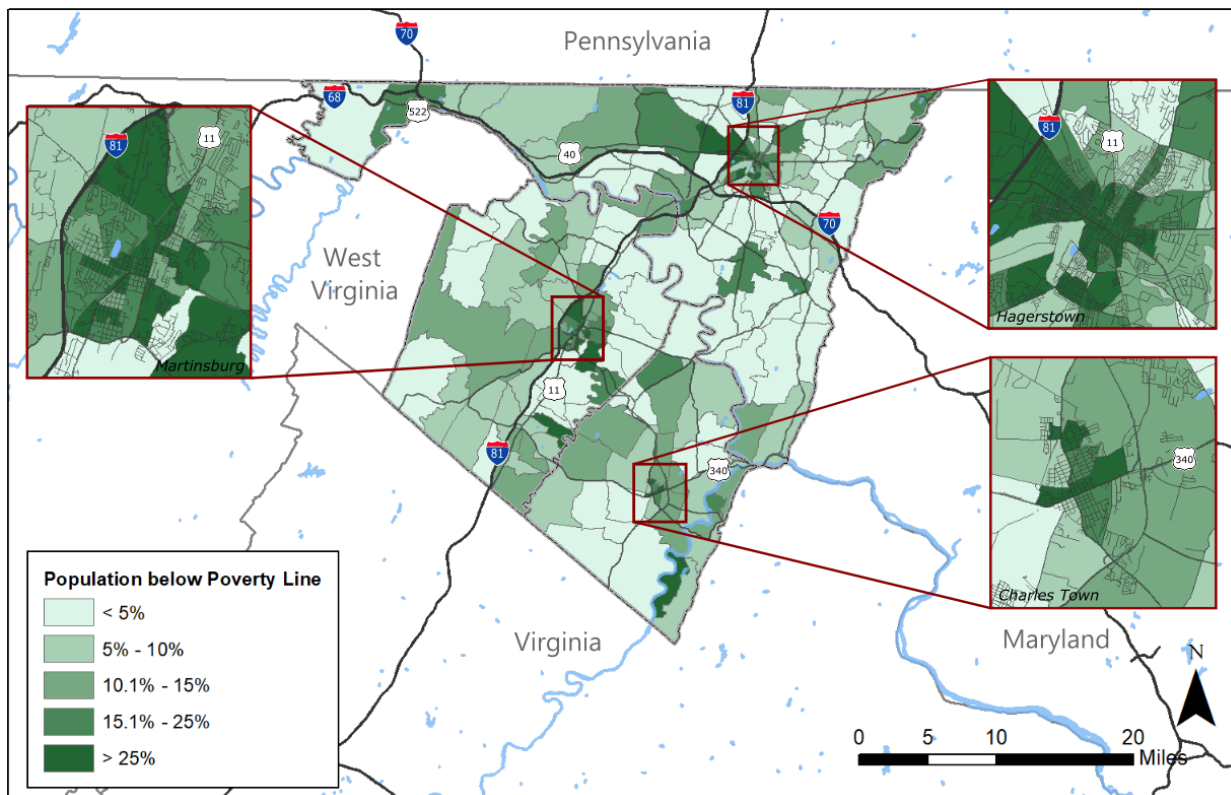 70
Pennsylvania
68
522
81
81
11
40
81
11
70
West
Virginia
Hagerstown
Martinsburg
11
81
340
340
Charles Town
Population below Poverty Line
< 5%
5% - 10%
10.1% - 15%
15.1% - 25%
> 25%
Virginia
Maryland
N
0 5 10 20
Miles